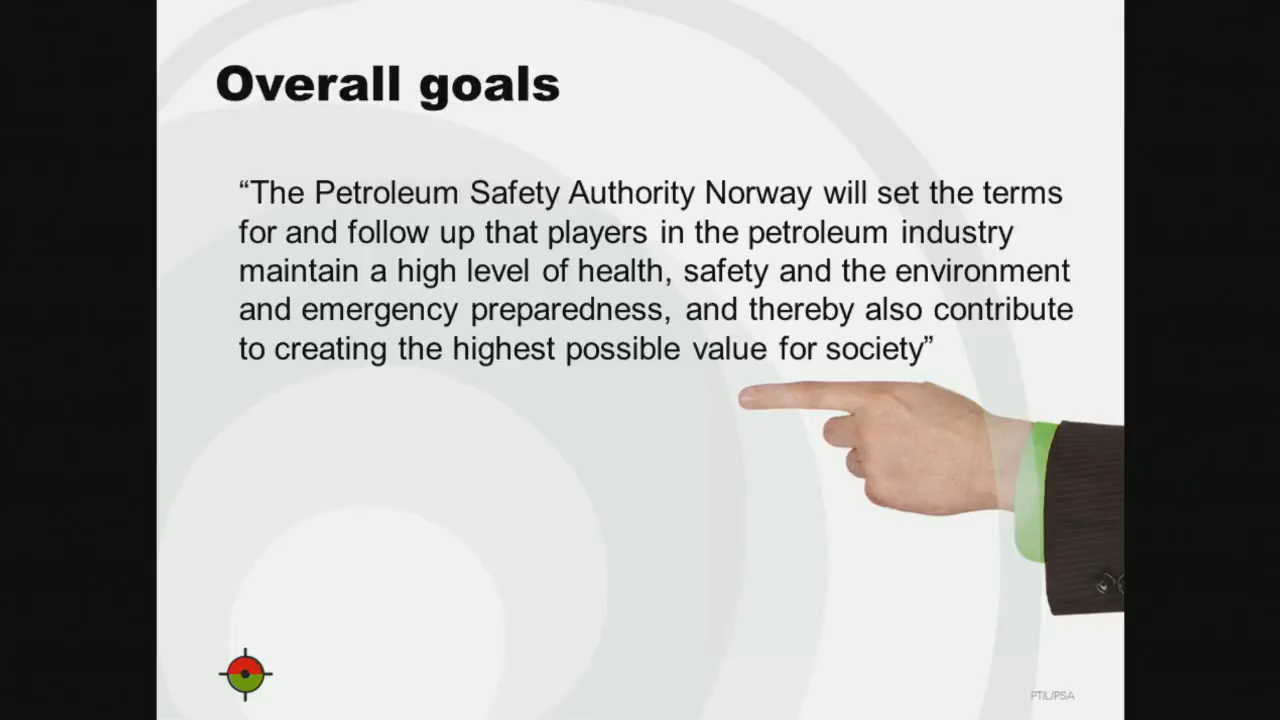 Overall goals
“The Petroleum Safety Authority Norway will set the terms
for and follow up that players in the petroleum industry
maintain a high level of health, safety and the environment
and emergency preparedness, and thereby also contribute
to creating the highest possible value for society”
PTIL/PSA